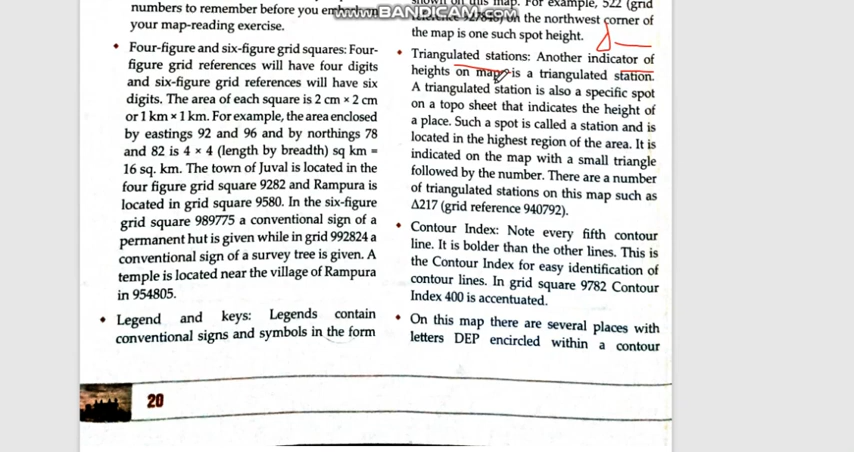 numbers to remember before you embark on
your map-reading exercise.
• Four-figure and six-figure grid squares: Four-
figure grid references will have four digits
and six-figure grid references will have six
digits. The area of each square is 2 cm × 2 cm
or 1 km × 1 km. For example, the area enclosed
by eastings 92 and 96 and by northings 78
and 82 is 4 × 4 (length by breadth) sq km =
16 sq. km. The town of Juval is located in the
four figure grid square 9282 and Rampura is
located in grid square 9580. In the six-figure
grid square 989775 a conventional sign of a
permanent hut is given while in grid 992824 a
conventional sign of a survey tree is given. A
temple is located near the village of Rampura
in 954805.
• Legend and keys: Legends contain
conventional signs and symbols in the form
20
shown on this map. For example, 522 (grid
on the northwest corner of
the map is one such spot height.
• Triangulated stations: Another indicator of
heights on map is a triangulated station.
A triangulated station is also a specific spot
on a topo sheet that indicates the height of
a place. Such a spot is called a station and is
located in the highest region of the area. It is
indicated on the map with a small triangle
followed by the number. There are a number
of triangulated stations on this map such as
Δ217 (grid reference 940792).
• Contour Index: Note every fifth contour
line. It is bolder than the other lines. This is
the Contour Index for easy identification of
contour lines. In grid square 9782 Contour
Index 400 is accentuated.
• On this map there are several places with
letters DEP encircled within a contour
www.BANDICAM.com